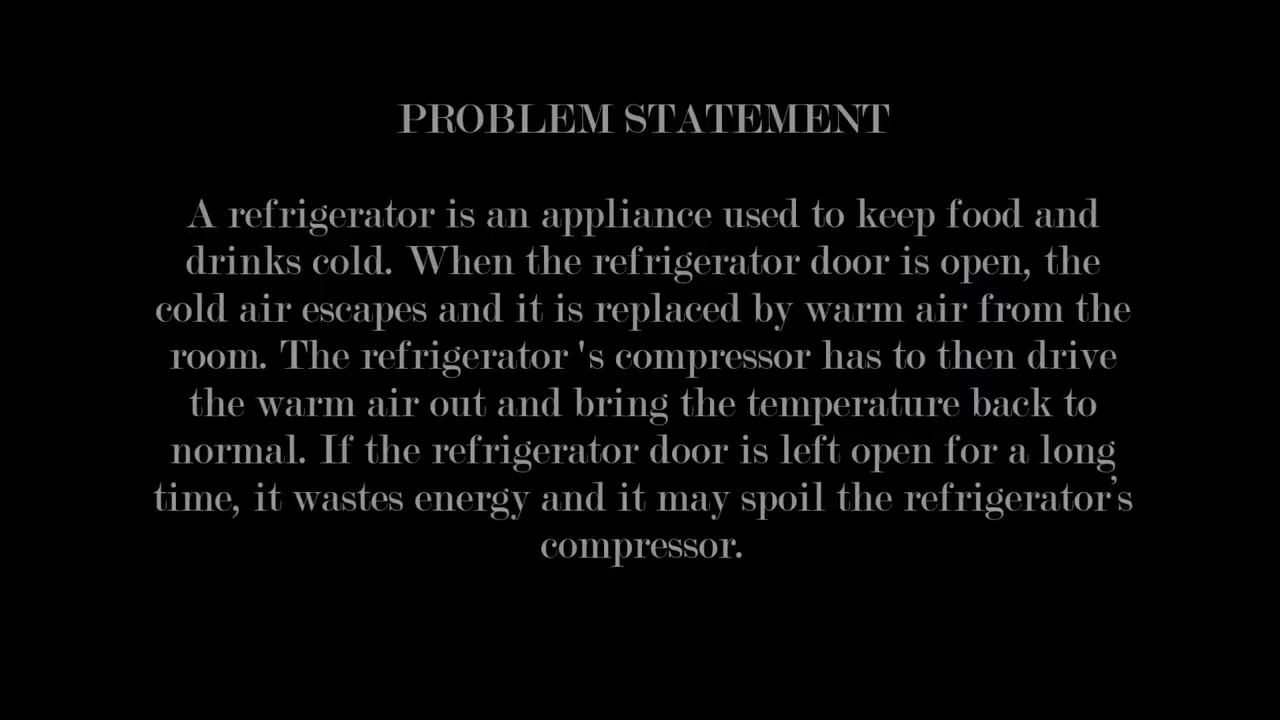 PROBLEM STATEMENT
A refrigerator is an appliance used to keep food and
drinks cold. When the refrigerator door is open, the
cold air escapes and it is replaced by warm air from the
room. The refrigerator 's compressor has to then drive
the warm air out and bring the temperature back to
normal. If the refrigerator door is left open for a long
time, it wastes energy and it may spoil the refrigerator’s
compressor.